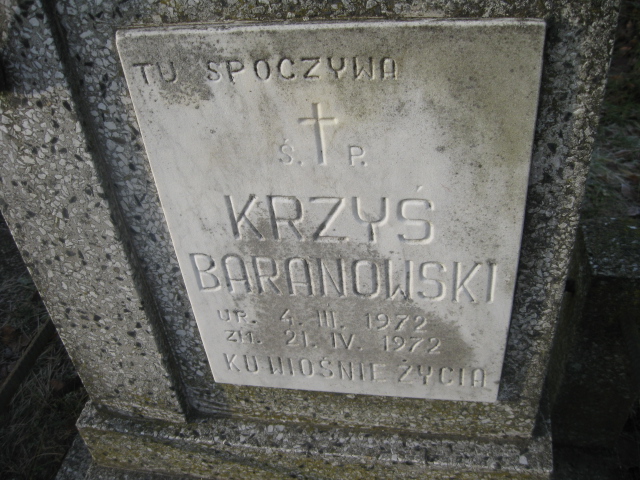 TU SPOCZYWA
Ś. P.
KRZYŚ
BARANOWSKI
UR. 4. III. 1972
ZM. 21. IV. 1972
KU WIOŚNIE ŻYCIA